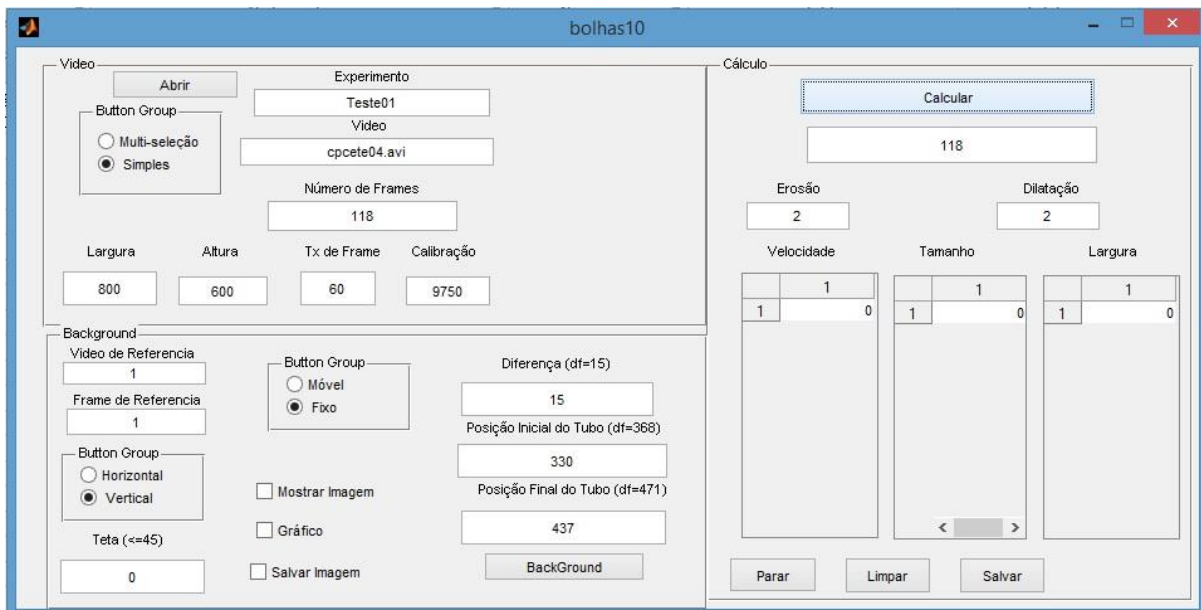 bolhas10
Video
Abrir
Experimento
Teste01
Button Group
Multi-seleção
Simples
Video
cpcete04.avi
Número de Frames
118
Largura Altura Tx de Frame Calibração
800 600 60 9750
Background
Video de Referencia
1
Frame de Referencia
1
Button Group
Horizontal
Vertical
Teta (<=45)
0
Button Group
Móvel
Fixo
Mostrar Imagem
Gráfico
Salvar Imagem
Diferença (df=15)
15
Posição Inicial do Tubo (df=368)
330
Posição Final do Tubo (df=471)
437
BackGround
Cálculo
Calcular
118
Erosão Dilatação
2 2
Velocidade Tamanho Largura
1 1 1
1 0 1 0 1 0
Parar Limpar Salvar